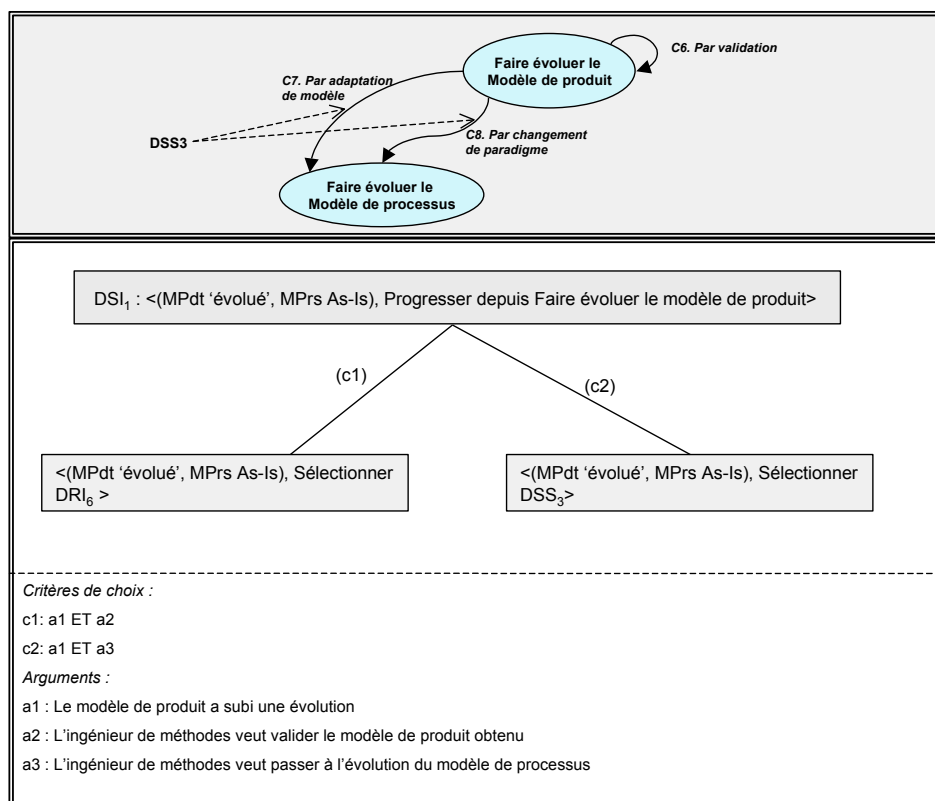 Faire évoluer le
Modèle de produit
C6. Par validation
C7. Par adaptation
de modèle
DSS3
C8. Par changement
de paradigme
Faire évoluer le
Modèle de processus
DSI1 : <(MPdt ‘évolué’, MPrs As-Is), Progresser depuis Faire évoluer le modèle de produit>
(c1)
(c2)
<(MPdt ‘évolué’, MPrs As-Is), Sélectionner
DRI6 >
<(MPdt ‘évolué’, MPrs As-Is), Sélectionner
DSS3>
Critères de choix :
c1: a1 ET a2
c2: a1 ET a3
Arguments :
a1 : Le modèle de produit a subi une évolution
a2 : L’ingénieur de méthodes veut valider le modèle de produit obtenu
a3 : L’ingénieur de méthodes veut passer à l’évolution du modèle de processus